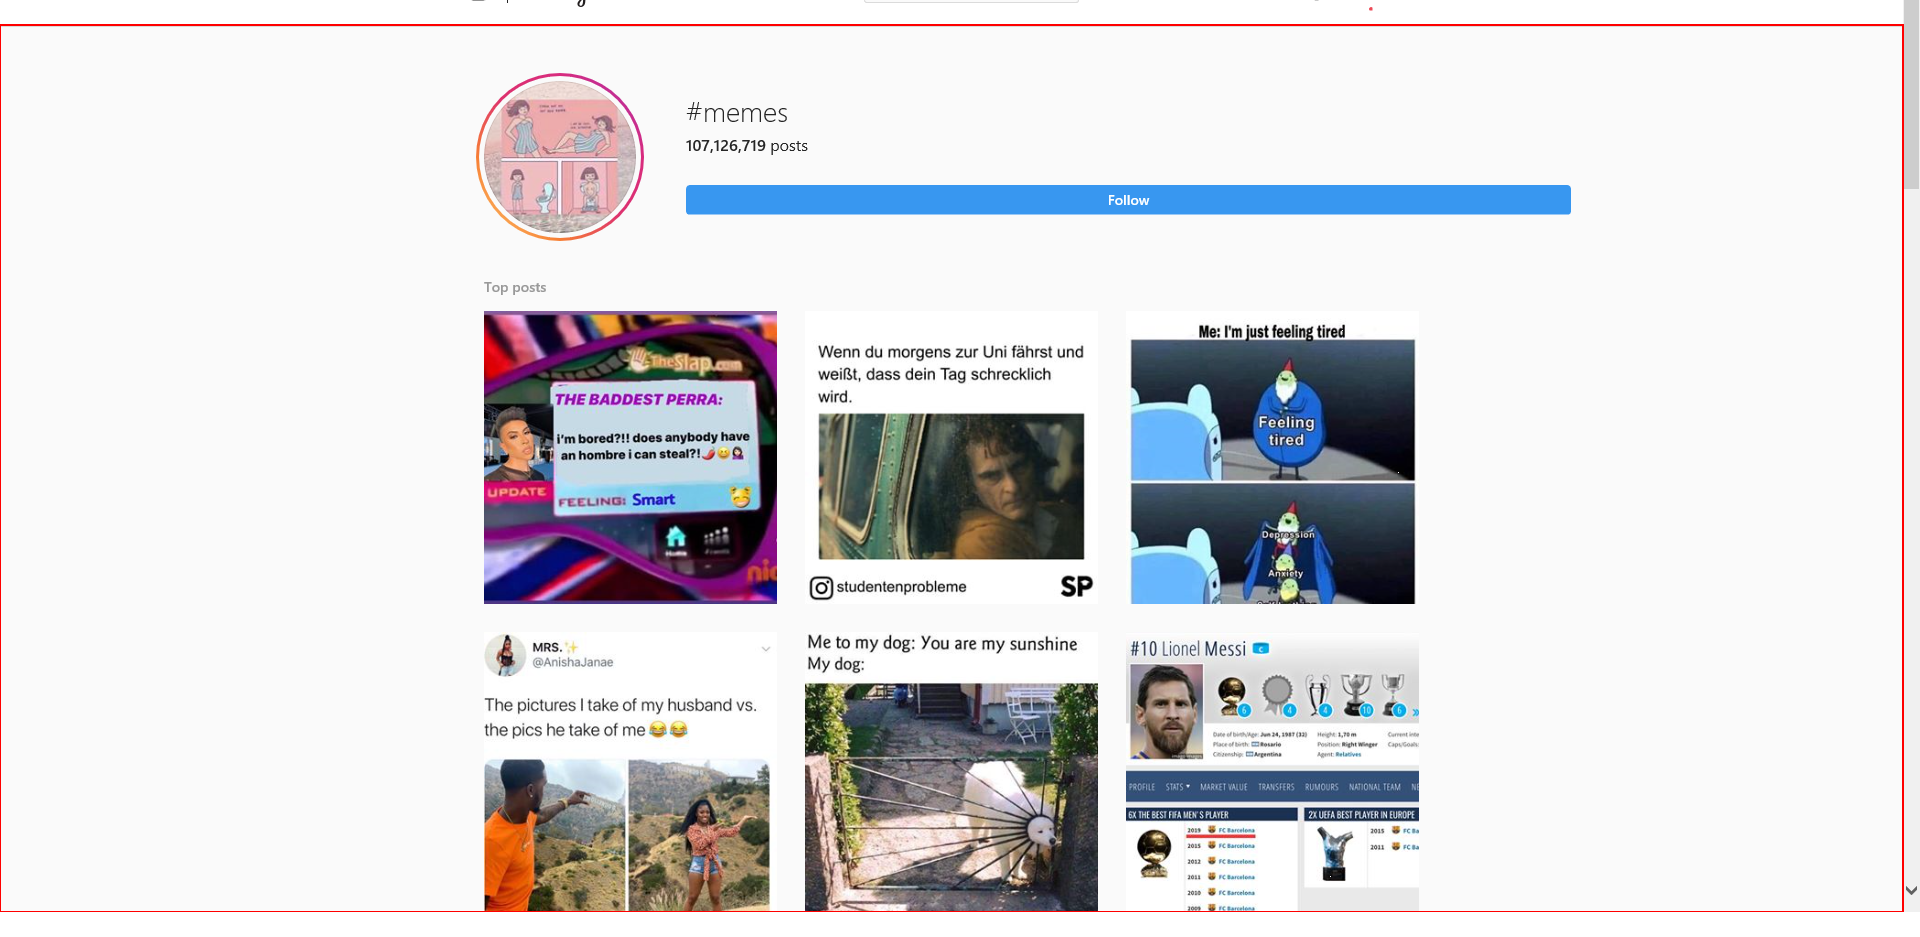 #memes
107,126,719 posts
Follow
Top posts
TheSlap.com
THE BADDEST PERRA:
i'm bored?!! does anybody have
an hombre i can steal?!🌶️🥴💇🏻‍♀️
UPDATE
FEELING: Smart
Wenn du morgens zur Uni fährst und
weißt, dass dein Tag schrecklich
wird.
studentenprobleme
SP
Me: I'm just feeling tired
Feeling
tired
Depression
Anxiety
MRS.✨
@AnishaJanae
The pictures I take of my husband vs.
the pics he take of me 😂😂
Me to my dog: You are my sunshine
My dog:
#10 Lionel Messi C
6 4 4 10 6 »
Date of birth/Age: Jun 24, 1987 (32) Height: 1,70 m
Place of birth: Rosario Position: Right Winger Caps/Goals:
Citizenship: Argentina Agent: Relatives
PROFILE STATS MARKET VALUE TRANSFERS RUMOURS NATIONAL TEAM NE
6X THE BEST FIFA MEN'S PLAYER 2X UEFA BEST PLAYER IN EUROPE
2019 FC Barcelona 2015 FC Ba
2015 FC Barcelona 2011 FC Ba
2012 FC Barcelona
2011 FC Barcelona
2010 FC Barcelona
2009 FC Barcelona